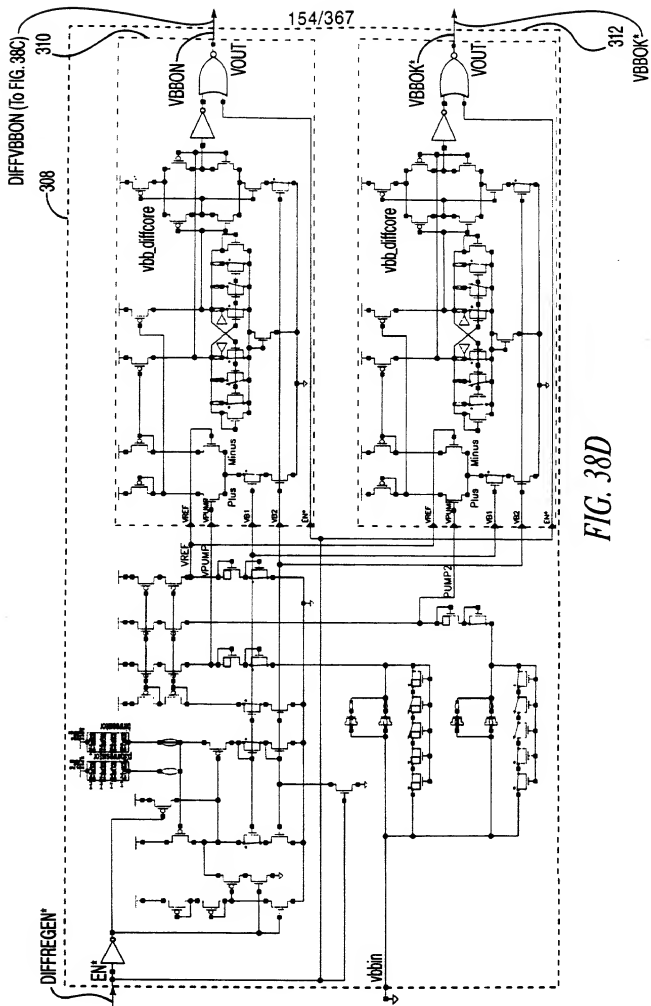 154/367
DIFFVBBON (To FIG. 38C)
310
308
VBBON
VOUT
vbb_diffcore
Minus
Plus
VREF
VPUMP
VB1
VB2
EN*
VREF
VPUMP
312
VBBOK*
VBBOK*
VOUT
vbb_diffcore
Minus
Plus
VREF
VPUMP
VB1
VB2
EN*
PUMP2
DIFFREGEN*
EN*
vbbin
FIG. 38D